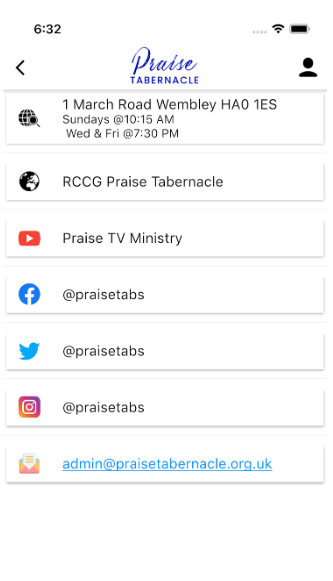 6:32
Praise
TABERNACLE
1 March Road Wembley HA0 1ES
Sundays @10:15 AM
Wed & Fri @7:30 PM
RCCG Praise Tabernacle
Praise TV Ministry
@praisetabs
@praisetabs
@praisetabs
admin@praisetabernacle.org.uk